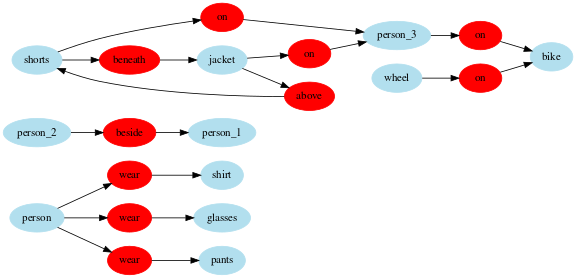 on
shorts beneath jacket on person_3 on bike
wheel on
above
person_2 beside person_1
wear shirt
person wear glasses
wear pants